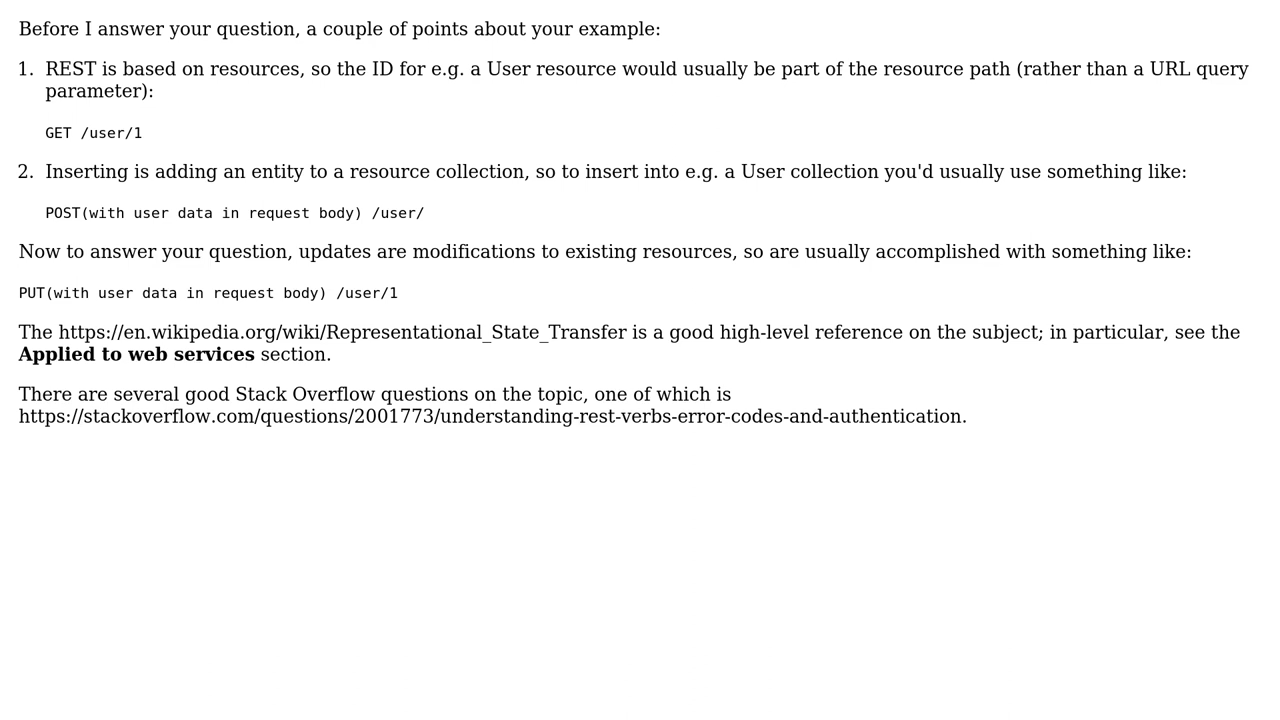 Before I answer your question, a couple of points about your example:
1. REST is based on resources, so the ID for e.g. a User resource would usually be part of the resource path (rather than a URL query
parameter):
GET /user/1
2. Inserting is adding an entity to a resource collection, so to insert into e.g. a User collection you'd usually use something like:
POST(with user data in request body) /user/
Now to answer your question, updates are modifications to existing resources, so are usually accomplished with something like:
PUT(with user data in request body) /user/1
The https://en.wikipedia.org/wiki/Representational_State_Transfer is a good high-level reference on the subject; in particular, see the
Applied to web services section.
There are several good Stack Overflow questions on the topic, one of which is
https://stackoverflow.com/questions/2001773/understanding-rest-verbs-error-codes-and-authentication.